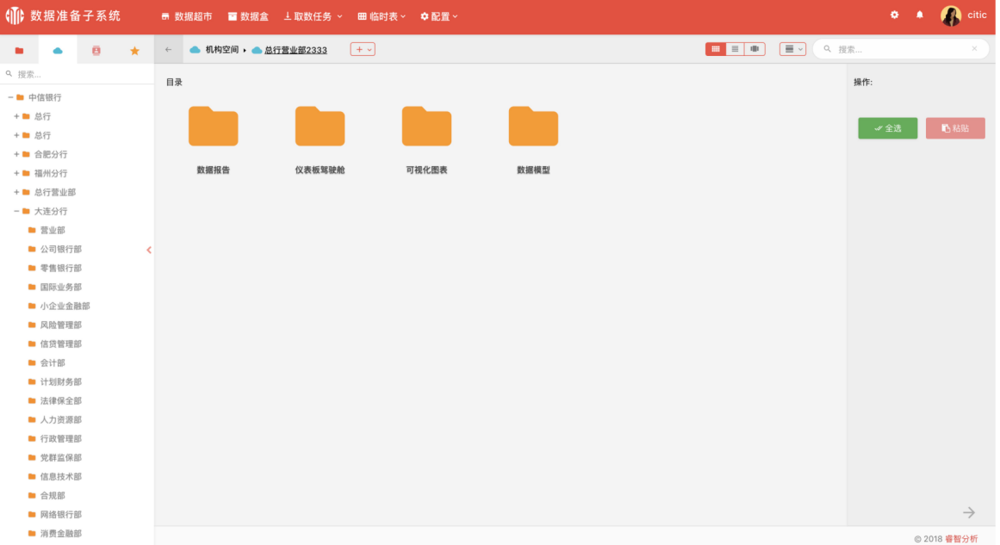 数据准备子系统 数据超市 数据盒 取数任务 临时表 配置 citic
机构空间 总行营业部2333 搜索...
搜索...
中信银行
总行
总行
合肥分行
福州分行
总行营业部
大连分行
营业部
公司银行部
零售银行部
国际业务部
小企业金融部
风险管理部
信贷管理部
会计部
计划财务部
法律保全部
人力资源部
行政管理部
党群监保部
信息技术部
合规部
网络银行部
消费金融部
目录
数据报告 仪表板驾驶舱 可视化图表 数据模型
操作:
全选 粘贴
© 2018 睿智分析